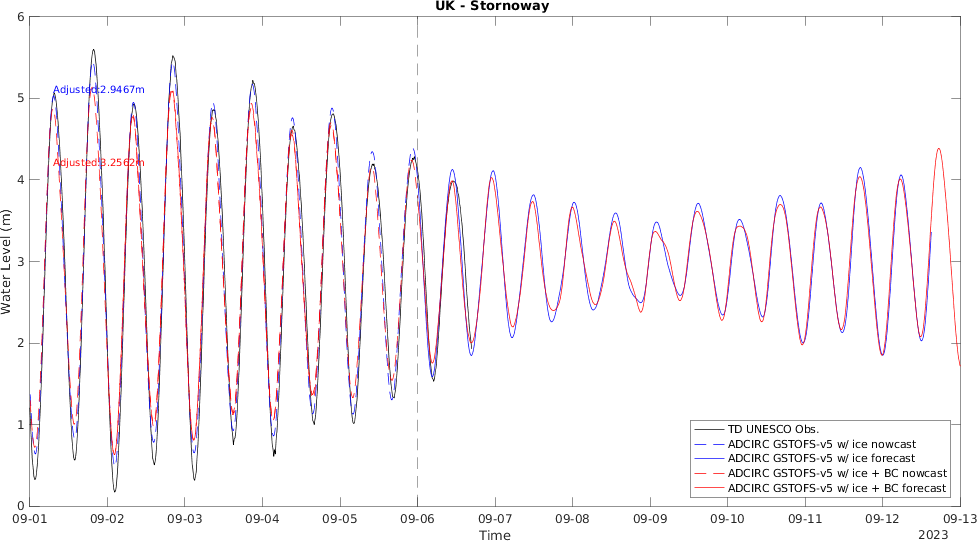 UK - Stornoway
6
5
4
3
2
1
0
Water Level (m)
Adjusted:2.9467m
Adjusted:3.2562m
TD UNESCO Obs.
ADCIRC GSTOFS-v5 w/ ice nowcast
ADCIRC GSTOFS-v5 w/ ice forecast
ADCIRC GSTOFS-v5 w/ ice + BC nowcast
ADCIRC GSTOFS-v5 w/ ice + BC forecast
09-01 09-02 09-03 09-04 09-05 09-06 09-07 09-08 09-09 09-10 09-11 09-12 09-13
Time
2023